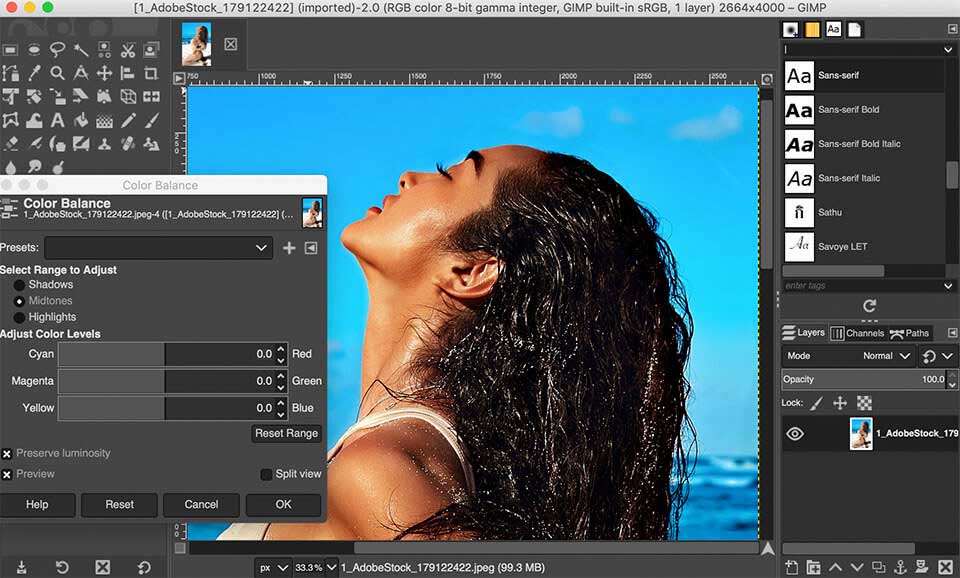 [1_AdobeStock_179122422] (imported)-2.0 (RGB color 8-bit gamma integer, GIMP built-in sRGB, 1 layer) 2664x4000 – GIMP
750 1000 1250 1500 1750 2000 2250 2500
Aa Sans-serif
Aa Sans-serif Bold
Aa Sans-serif Bold Italic
Aa Sans-serif Italic
Sathu
Aa Savoye LET
enter tags
Color Balance
Color Balance
1_AdobeStock_179122422.jpeg-4 ([1_AdobeStock_179122422] (…
Presets:
Select Range to Adjust
Shadows
Midtones
Highlights
Adjust Color Levels
Cyan 0.0 Red
Magenta 0.0 Green
Yellow 0.0 Blue
Reset Range
Preserve luminosity
Preview Split view
Help Reset Cancel OK
Layers Channels Paths
Mode Normal
Opacity 100.0
Lock:
1_AdobeStock_179
px 33.3% 1_AdobeStock_179122422.jpeg (99.3 MB)